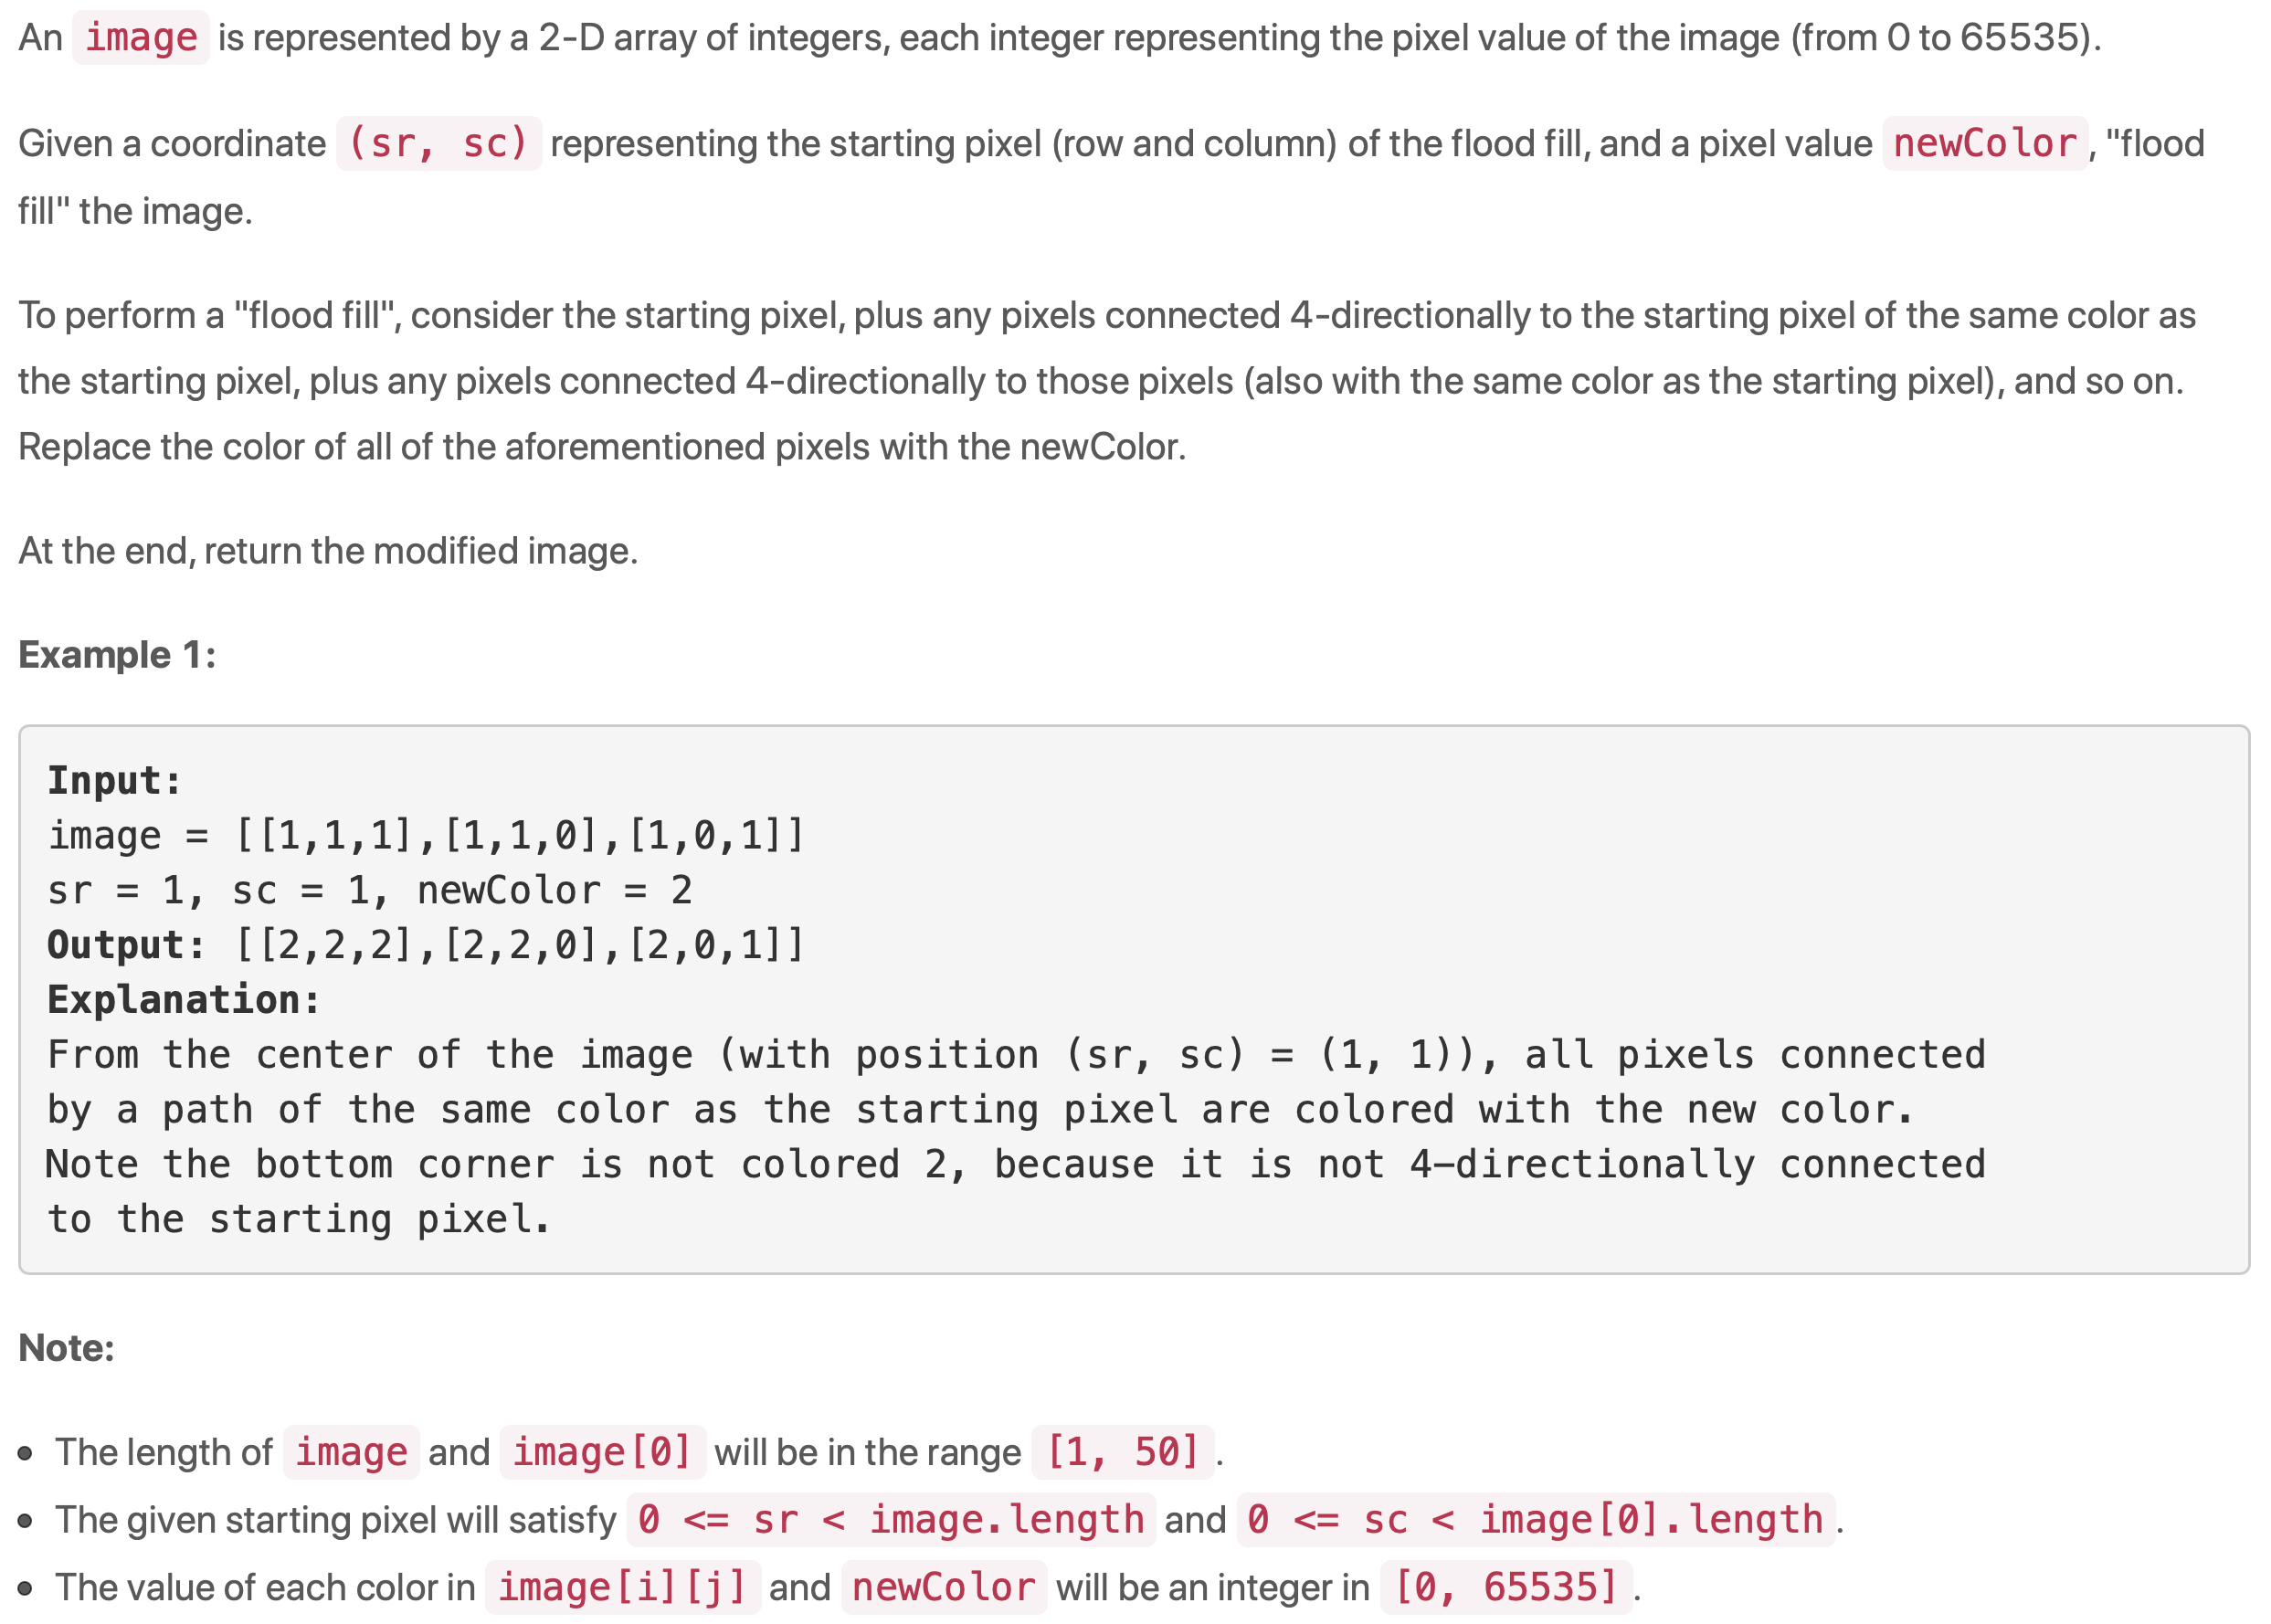 An image is represented by a 2-D array of integers, each integer representing the pixel value of the image (from 0 to 65535).
Given a coordinate (sr, sc) representing the starting pixel (row and column) of the flood fill, and a pixel value newColor, "flood
fill" the image.
To perform a "flood fill", consider the starting pixel, plus any pixels connected 4-directionally to the starting pixel of the same color as
the starting pixel, plus any pixels connected 4-directionally to those pixels (also with the same color as the starting pixel), and so on.
Replace the color of all of the aforementioned pixels with the newColor.
At the end, return the modified image.
Example 1:
Input:
image = [[1,1,1],[1,1,0],[1,0,1]]
sr = 1, sc = 1, newColor = 2
Output: [[2,2,2],[2,2,0],[2,0,1]]
Explanation:
From the center of the image (with position (sr, sc) = (1, 1)), all pixels connected
by a path of the same color as the starting pixel are colored with the new color.
Note the bottom corner is not colored 2, because it is not 4-directionally connected
to the starting pixel.
Note:
• The length of image and image[0] will be in the range [1, 50].
• The given starting pixel will satisfy 0 <= sr < image.length and 0 <= sc < image[0].length.
• The value of each color in image[i][j] and newColor will be an integer in [0, 65535].